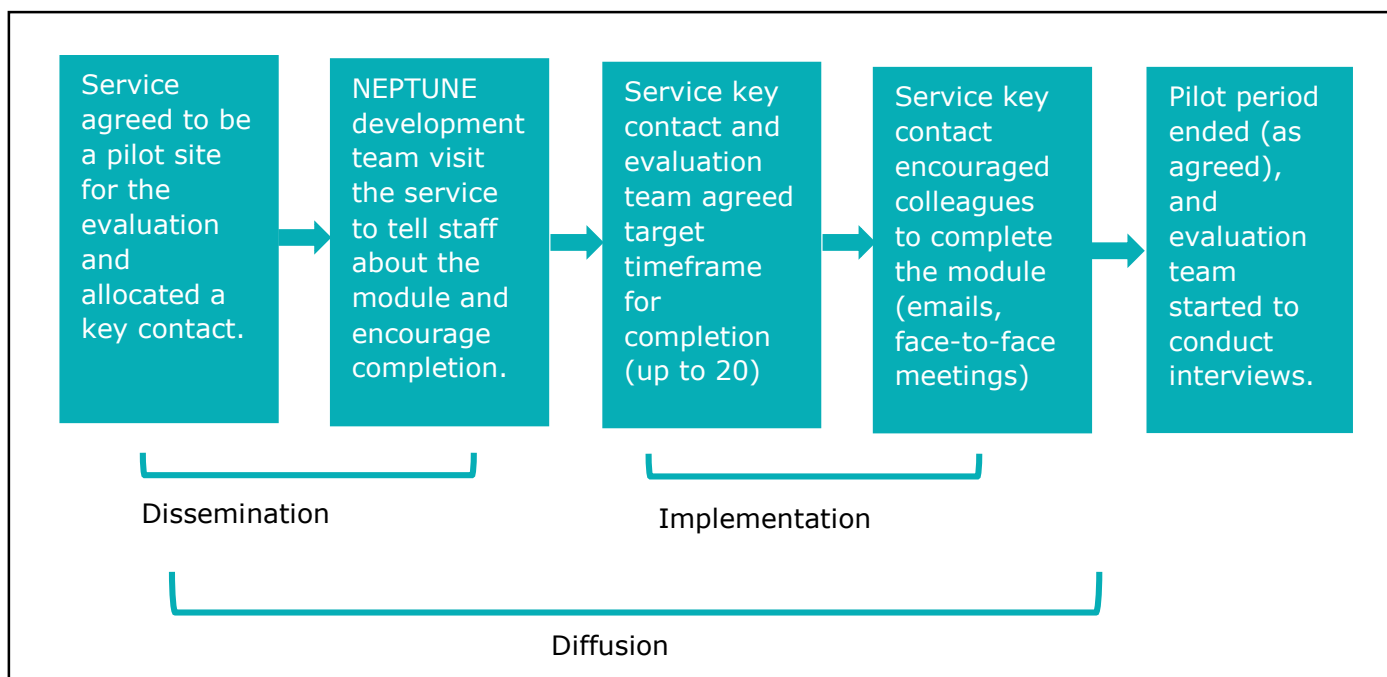 Service
agreed to be
a pilot site
for the
evaluation
and
allocated a
key contact.
NEPTUNE
development
team visit
the service
to tell staff
about the
module and
encourage
completion.
Service key
contact and
evaluation
team agreed
target
timeframe
for
completion
(up to 20)
Service key
contact
encouraged
colleagues
to complete
the module
(emails,
face-to-face
meetings)
Pilot period
ended (as
agreed),
and
evaluation
team
started to
conduct
interviews.
Dissemination
Implementation
Diffusion